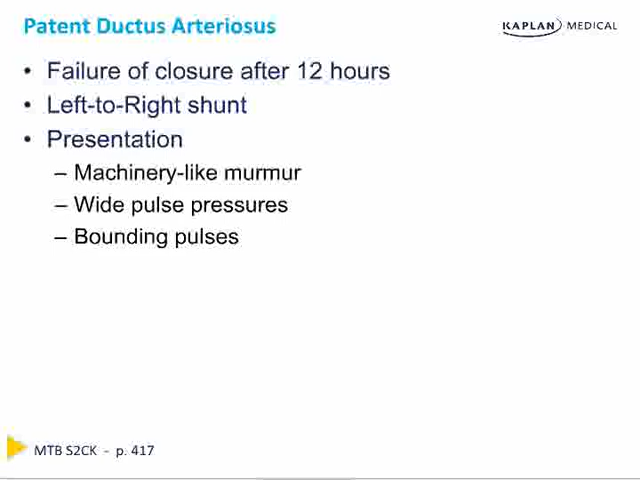 Patent Ductus Arteriosus
KAPLAN MEDICAL
• Failure of closure after 12 hours
• Left-to-Right shunt
• Presentation
– Machinery-like murmur
– Wide pulse pressures
– Bounding pulses
MTB S2CK - p. 417